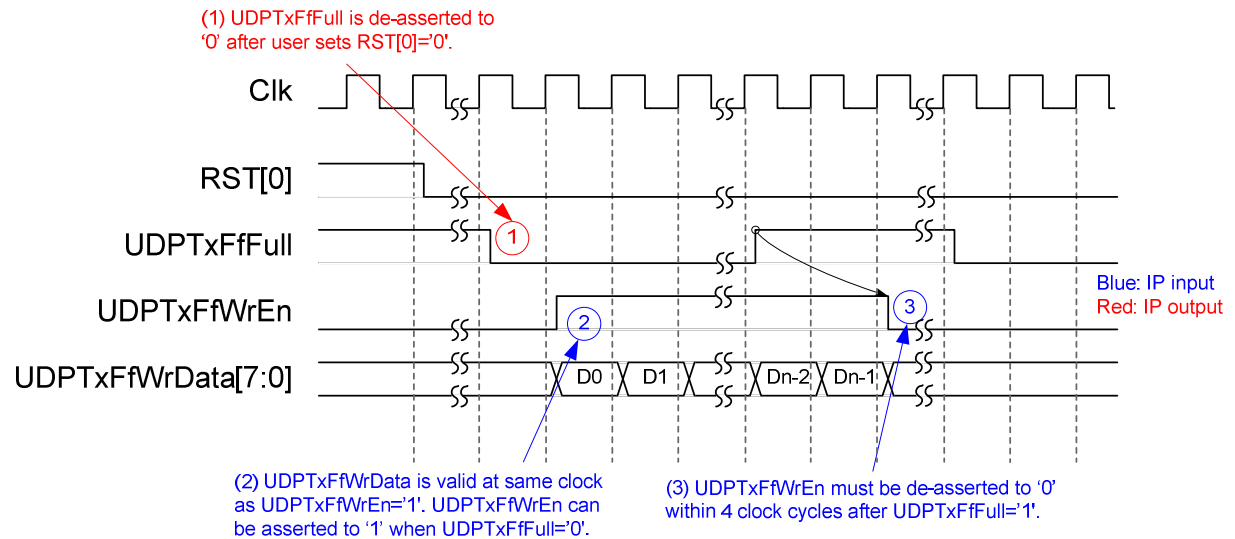 (1) UDPTxFfFull is de-asserted to
‘0’ after user sets RST[0]=’0’.
Clk
RST[0]
UDPTxFfFull
1
UDPTxFfWrEn
2
3
Blue: IP input
Red: IP output
UDPTxFfWrData[7:0]
D0
D1
Dn-2
Dn-1
(2) UDPTxFfWrData is valid at same clock
as UDPTxFfWrEn=’1’. UDPTxFfWrEn can
be asserted to ‘1’ when UDPTxFfFull=’0’.
(3) UDPTxFfWrEn must be de-asserted to ‘0’
within 4 clock cycles after UDPTxFfFull=’1’.